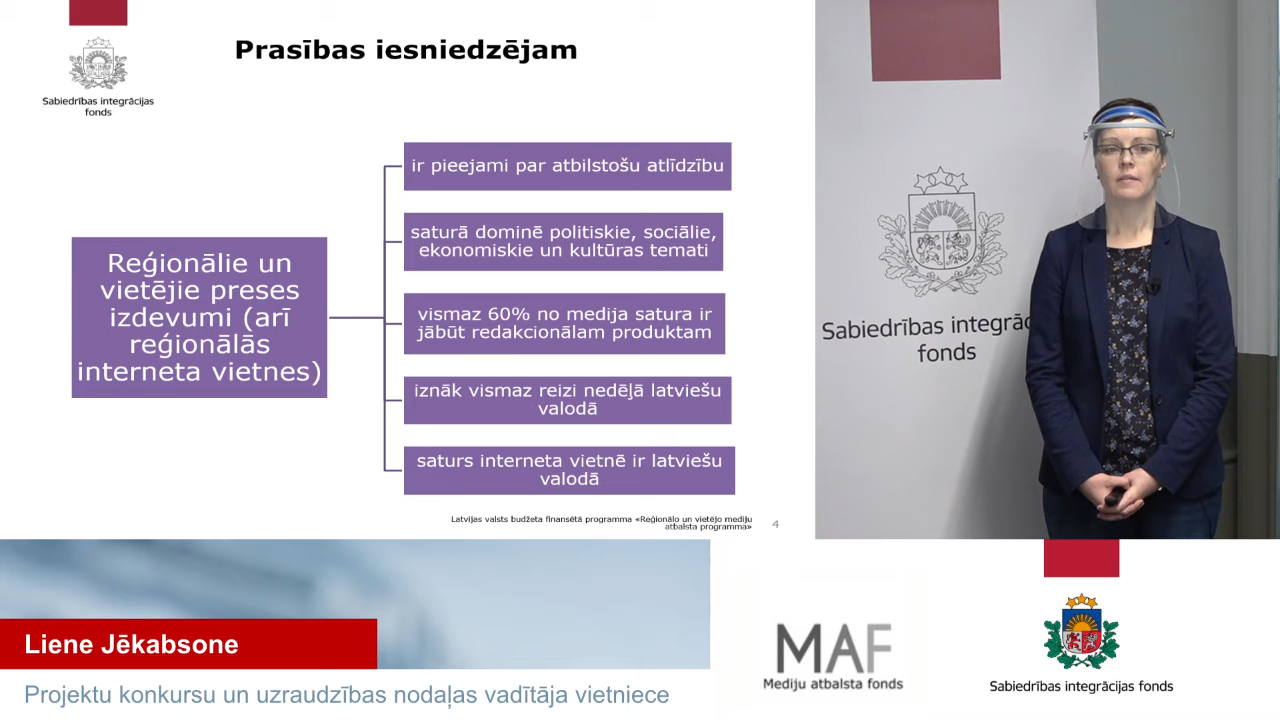 Prasības iesniedzējam
Sabiedrības integrācijas
fonds
Reģionālie un
vietējie preses
izdevumi (arī
reģionālās
interneta vietnes)
ir pieejami par atbilstošu atlīdzību
saturā dominē politiskie, sociālie,
ekonomiskie un kultūras temati
vismaz 60% no medija satura ir
jābūt redakcionālam produktam
iznāk vismaz reizi nedēļā latviešu
valodā
saturs interneta vietnē ir latviešu
valodā
Latvijas valsts budžeta finansētā programma «Reģionālo un vietējo mediju
atbalsta programma»
4
Sabiedrības
fonds
Liene Jēkabsone
Projektu konkursu un uzraudzības nodaļas vadītāja vietniece
MAF
Mediju atbalsta fonds
Sabiedrības integrācijas fonds